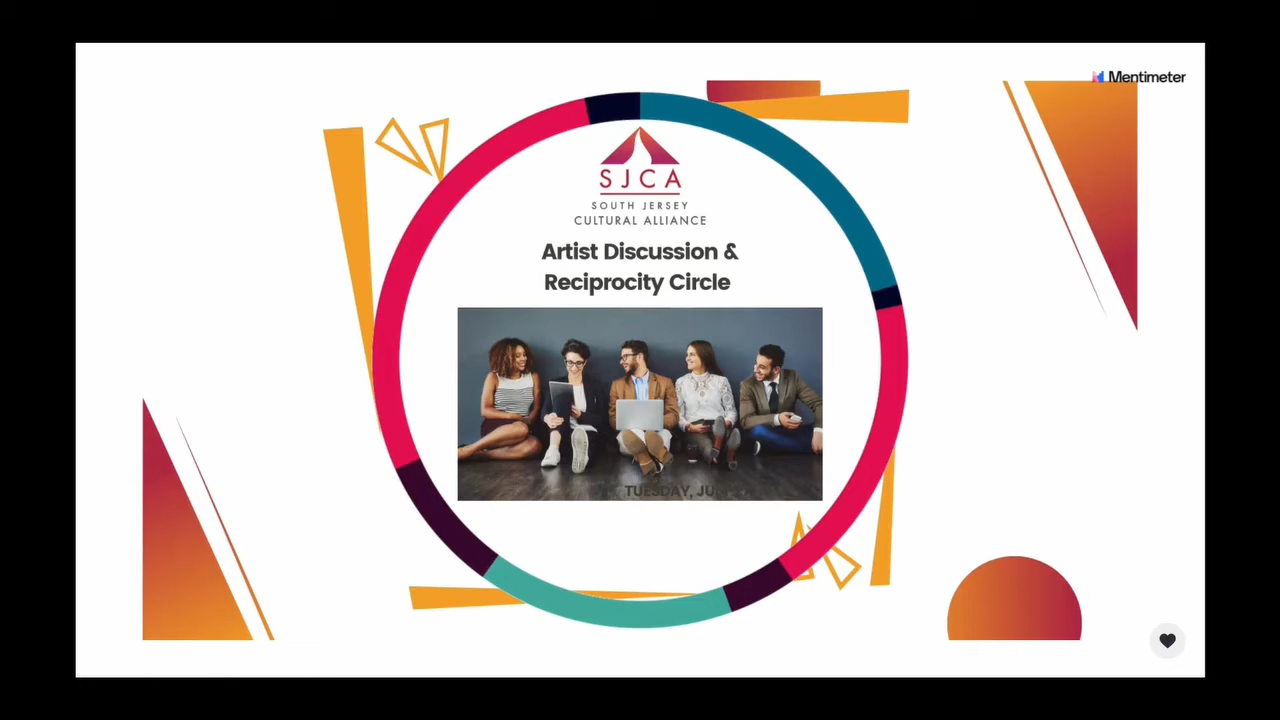 Mentimeter
SJCA
SOUTH JERSEY
CULTURAL ALLIANCE
Artist Discussion &
Reciprocity Circle
TUESDAY,